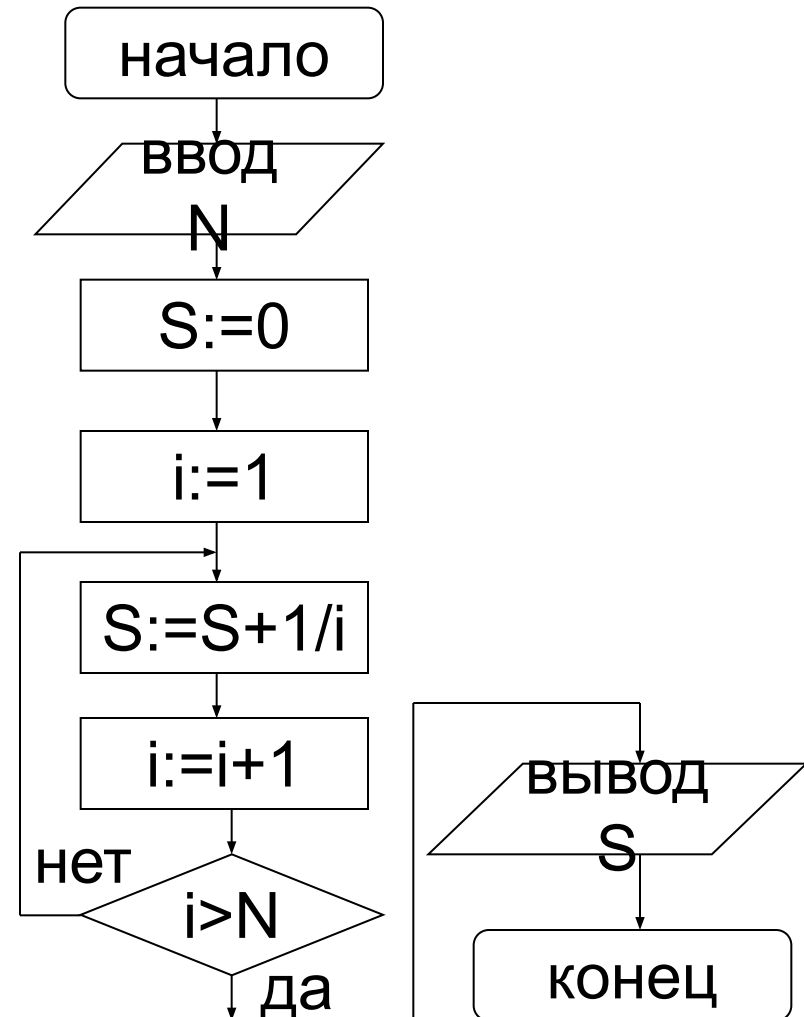 начало
ввод
N
S:=0
i:=1
S:=S+1/i
i:=i+1
нет
i>N
да
вывод
S
конец